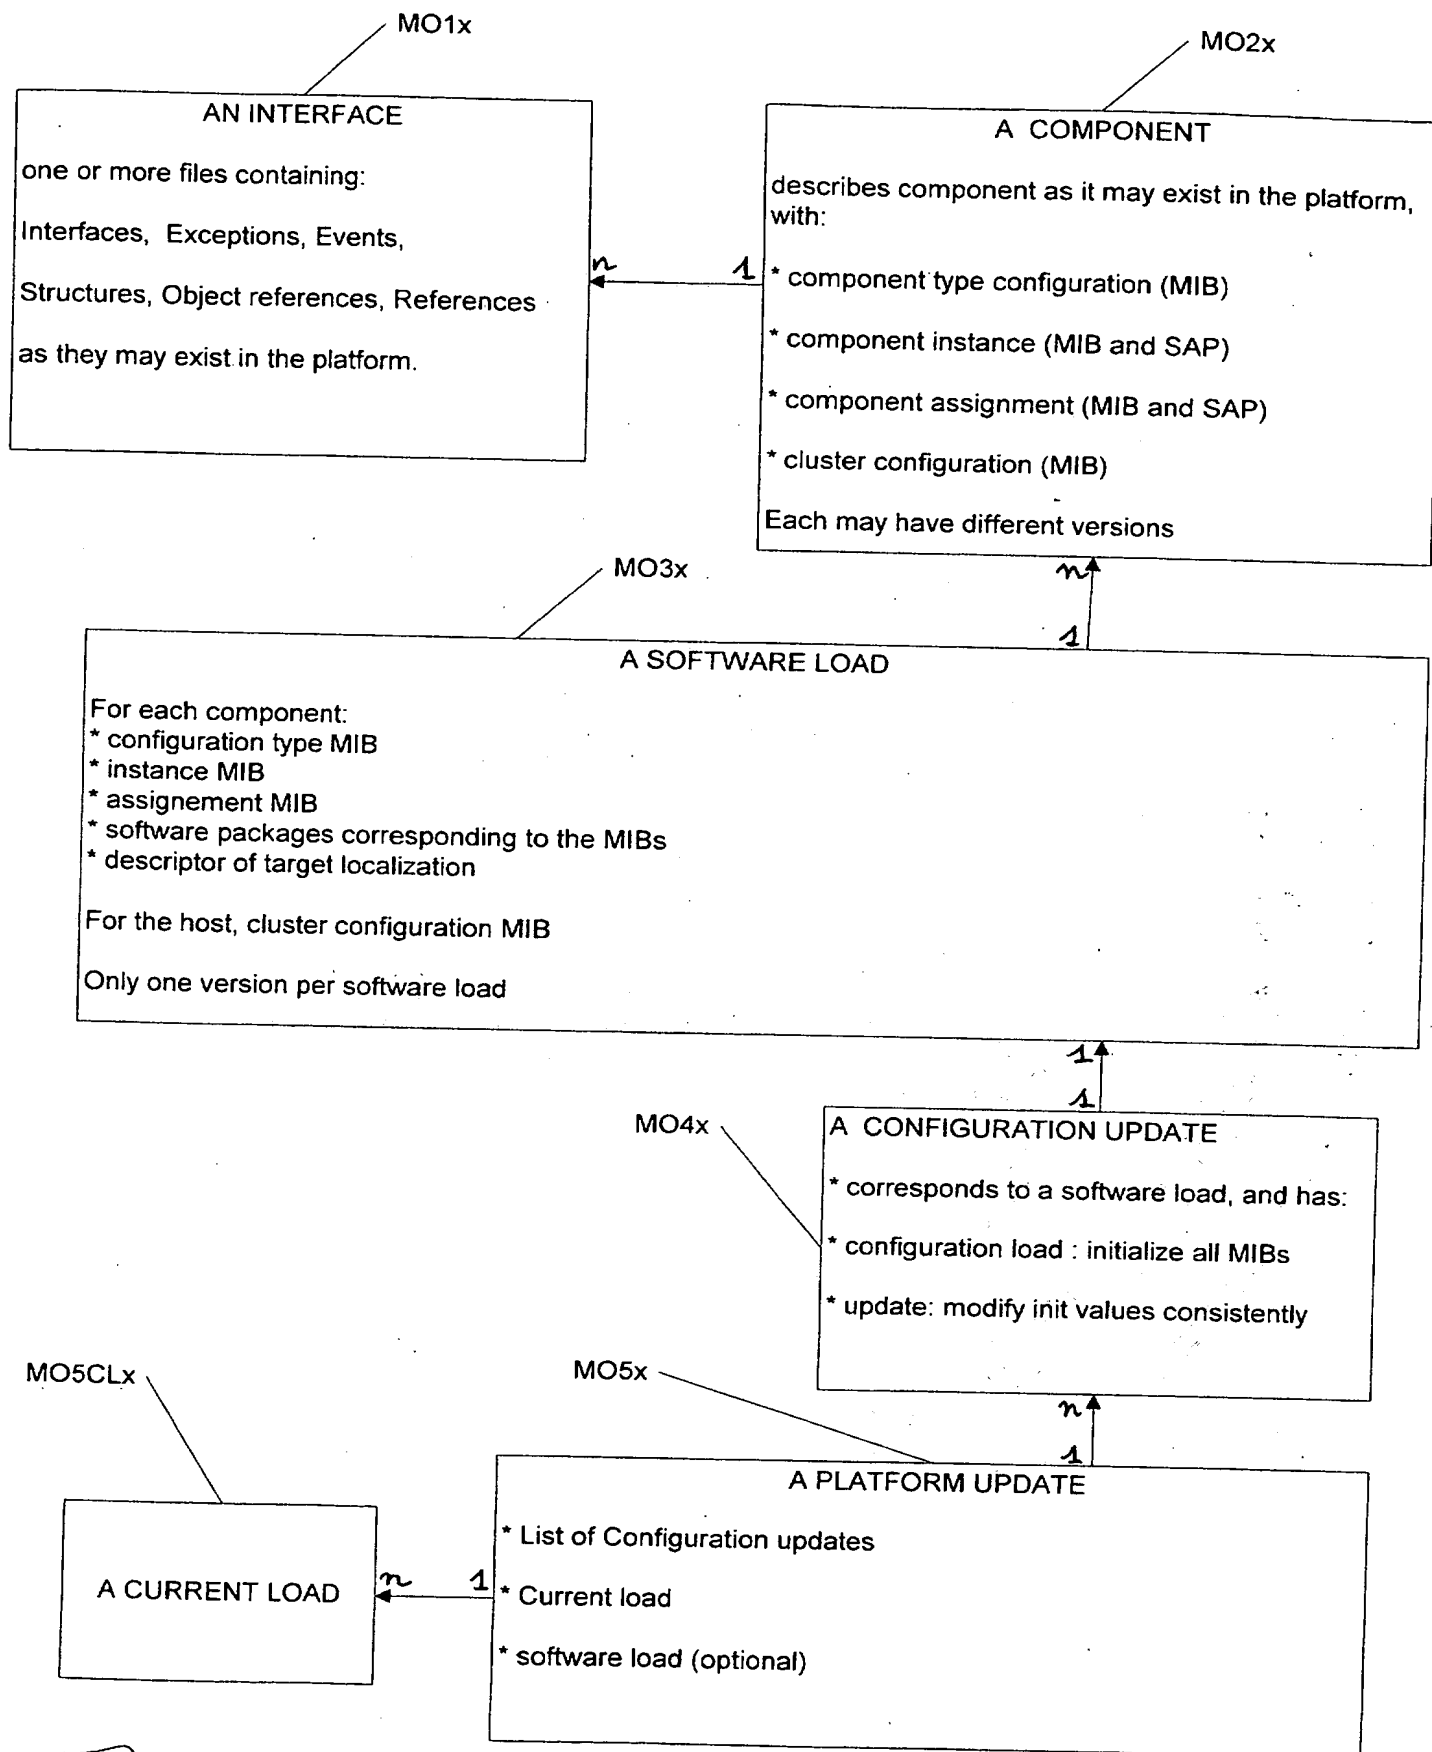 MO1x
MO2x
AN INTERFACE
one or more files containing:
Interfaces, Exceptions, Events,
Structures, Object references, References
as they may exist in the platform.
n 1
A COMPONENT
describes component as it may exist in the platform,
with:
* component type configuration (MIB)
* component instance (MIB and SAP)
* component assignment (MIB and SAP)
* cluster configuration (MIB)
Each may have different versions
n
1
MO3x
A SOFTWARE LOAD
For each component:
* configuration type MIB
* instance MIB
* assignement MIB
* software packages corresponding to the MIBs
* descriptor of target localization
For the host, cluster configuration MIB
Only one version per software load
1
1
MO4x
A CONFIGURATION UPDATE
* corresponds to a software load, and has:
* configuration load : initialize all MIBs
* update: modify init values consistently
n
1
MO5CLx
MO5x
A PLATFORM UPDATE
* List of Configuration updates
* Current load
* software load (optional)
n 1
A CURRENT LOAD